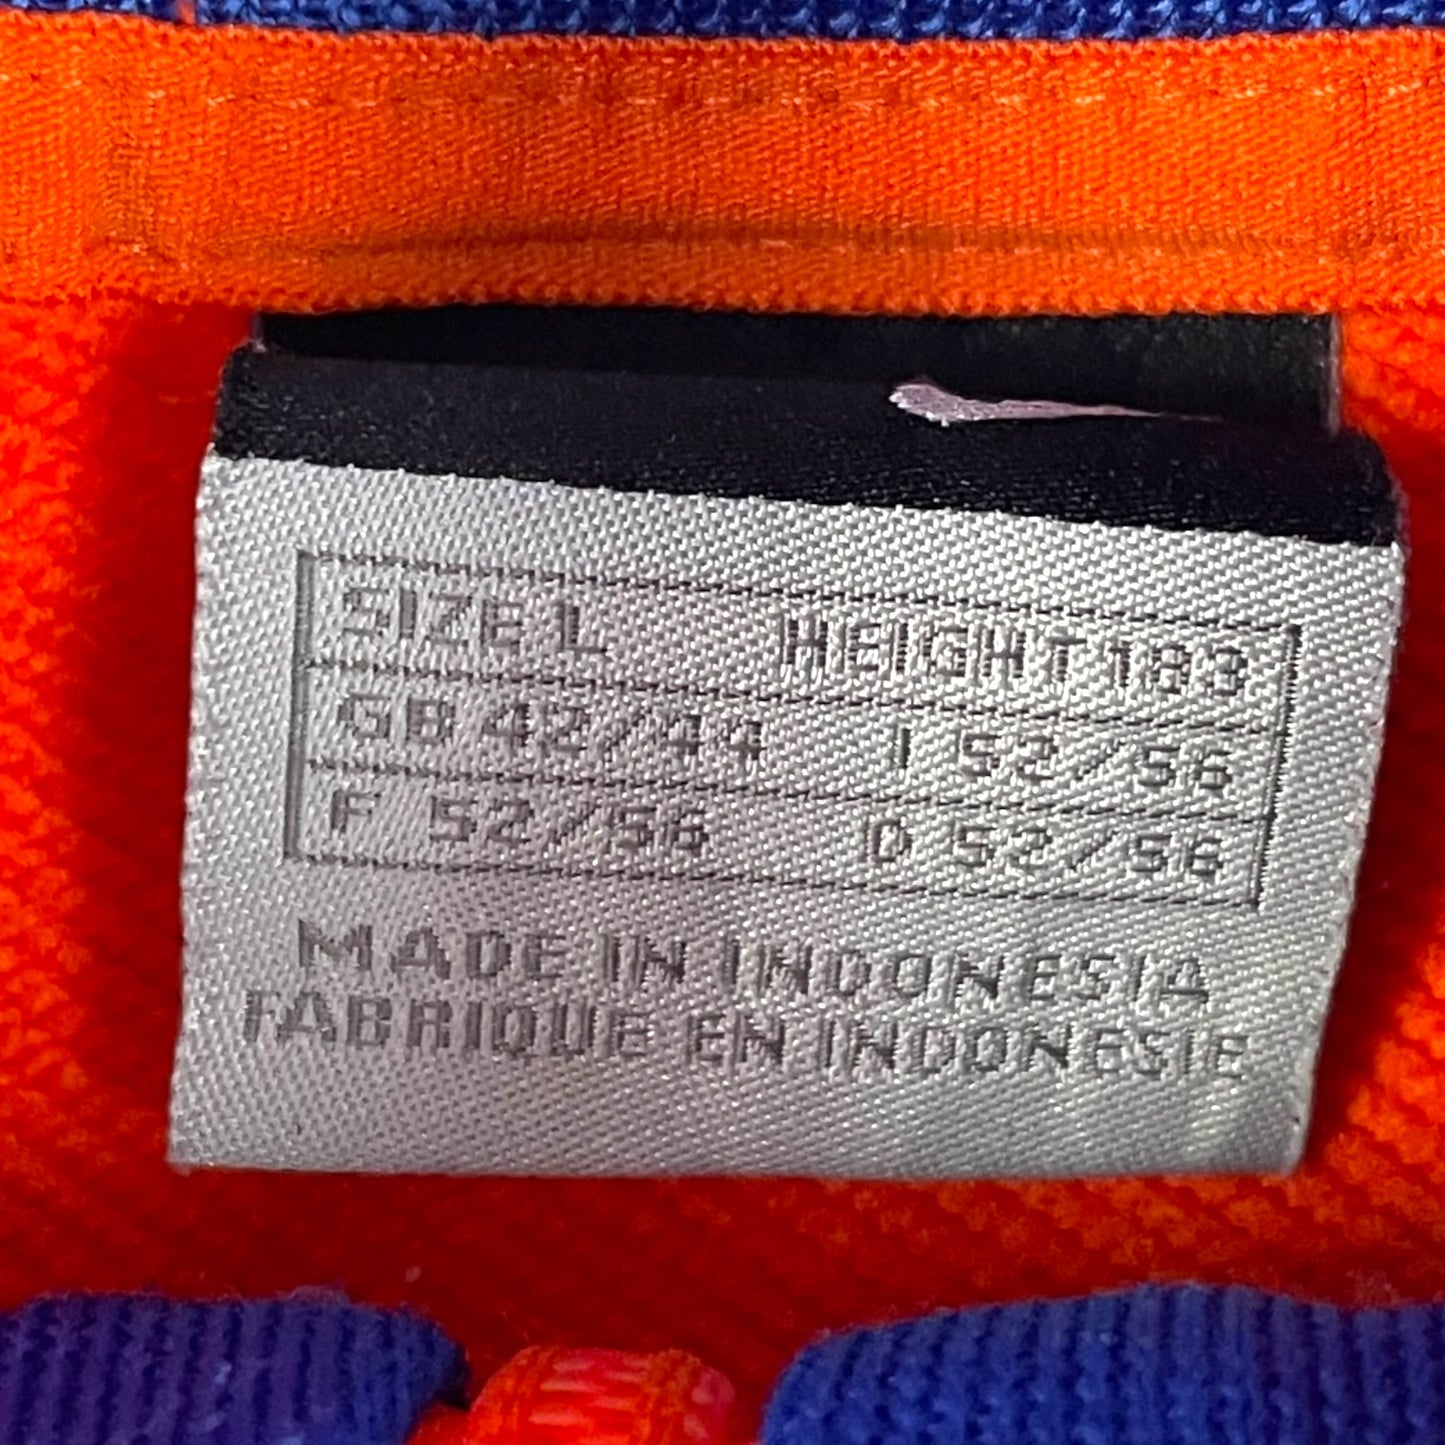 SIZE L HEIGHT 183
GB 42/44 I 52/56
F 52/56 D 52/56
MADE IN INDONESIA
FABRIQUE EN INDONESIE